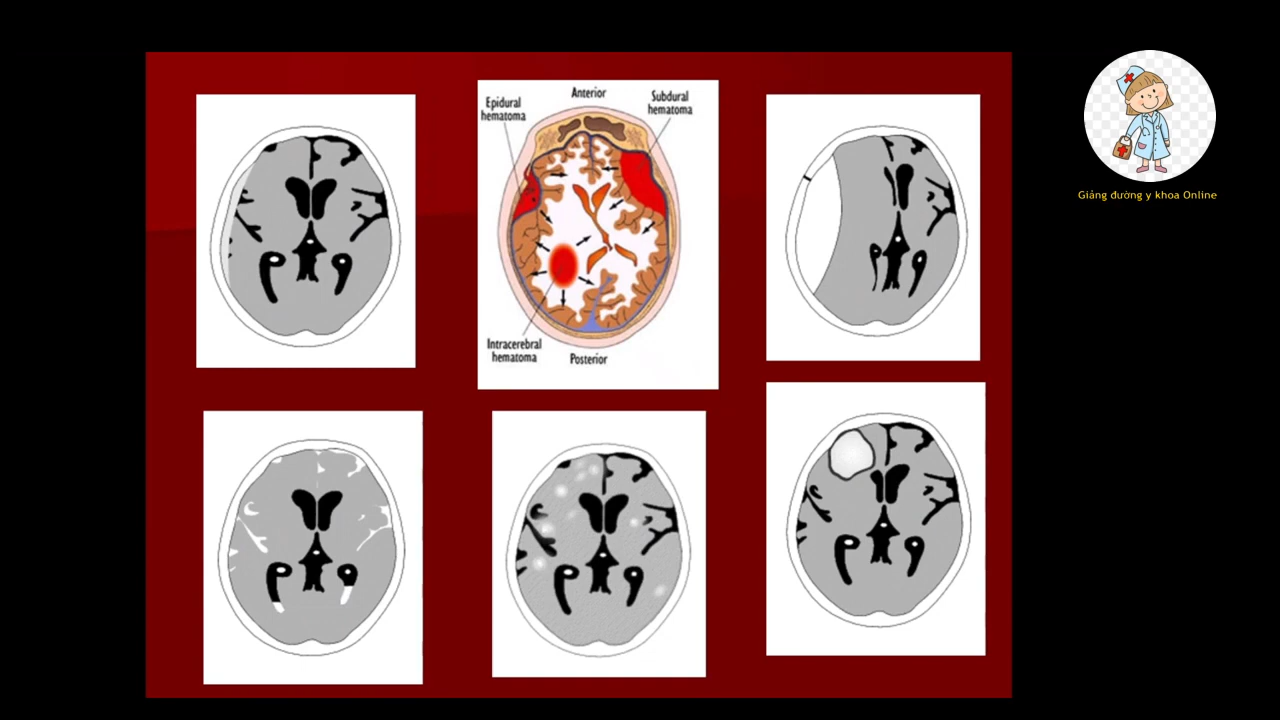 Anterior
Epidural
hematoma
Subdural
hematoma
Intracerebral
hematoma
Posterior
Giảng đường y khoa Online